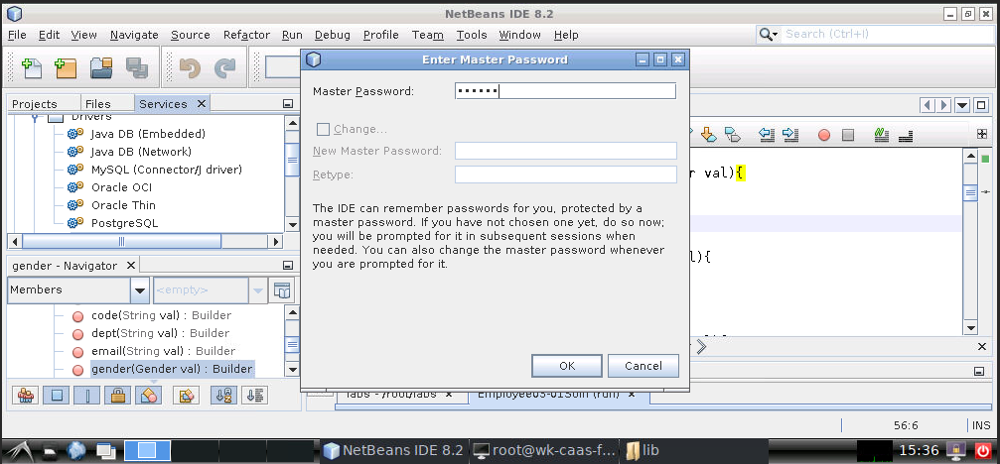 NetBeans IDE 8.2
File Edit View Navigate Source Refactor Run Debug Profile Team Tools Window Help
Search (Ctrl+I)
Enter Master Password
Master Password: ••••••
Change...
New Master Password:
Retype:
The IDE can remember passwords for you, protected by a
master password. If you have not chosen one yet, do so now;
you will be prompted for it in subsequent sessions when
needed. You can also change the master password whenever
you are prompted for it.
OK Cancel
Projects Files Services
Drivers
Java DB (Embedded)
Java DB (Network)
MySQL (Connector/J driver)
Oracle OCI
Oracle Thin
PostgreSQL
gender - Navigator
Members <empty>
code(String val) : Builder
dept(String val) : Builder
email(String val) : Builder
gender(Gender val) : Builder
val){
){
labs - /root/labs Employee03-01Soln (run)
56:6 INS
NetBeans IDE 8.2 root@wk-caas-f... lib 15:36